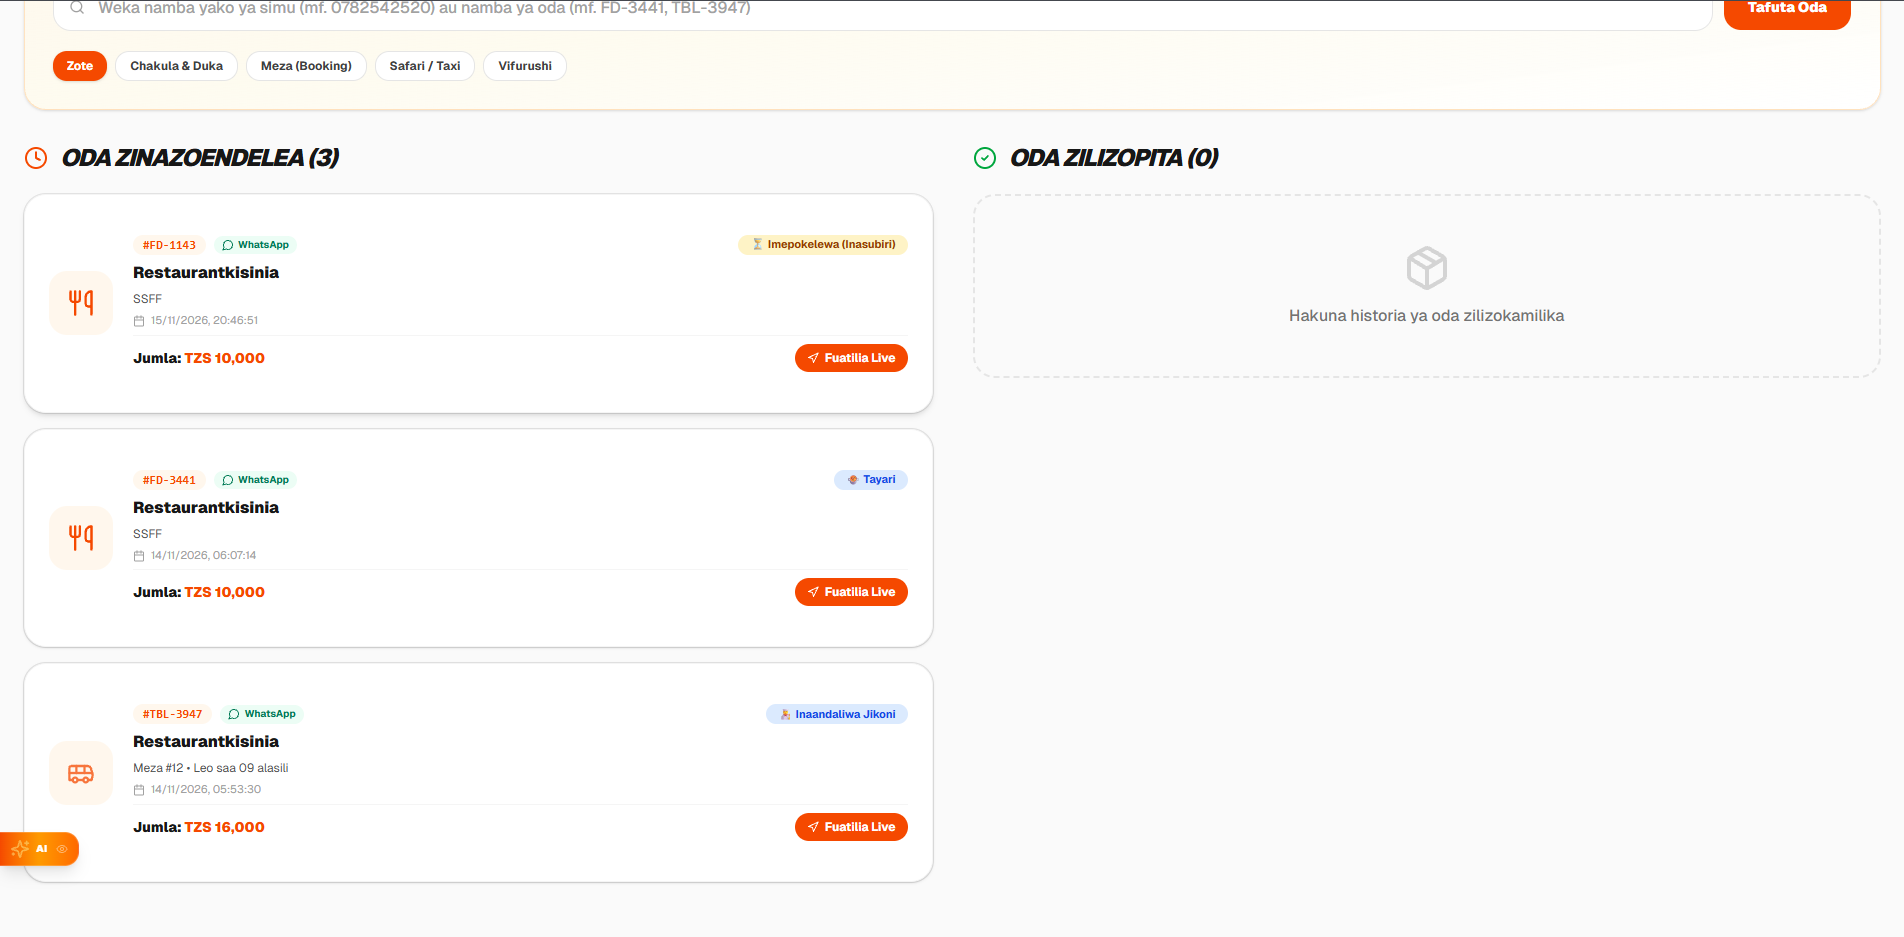 Weka namba yako ya simu (mf. 0782542520) au namba ya oda (mf. FD-3441, TBL-3947)
Tafuta Oda
Zote
Chakula & Duka
Meza (Booking)
Safari / Taxi
Vifurushi
ODA ZINAZOENDELEA (3)
#FD-1143
WhatsApp
Imepokelewa (Inasubiri)
Restaurantkisinia
SSFF
15/11/2026, 20:46:51
Jumla: TZS 10,000
Fuatilia Live
#FD-3441
WhatsApp
Tayari
Restaurantkisinia
SSFF
14/11/2026, 06:07:14
Jumla: TZS 10,000
Fuatilia Live
#TBL-3947
WhatsApp
Inaandaliwa Jikoni
Restaurantkisinia
Meza #12 • Leo saa 09 alasili
14/11/2026, 05:53:30
Jumla: TZS 16,000
Fuatilia Live
AI
ODA ZILIZOPITA (0)
Hakuna historia ya oda zilizokamilika